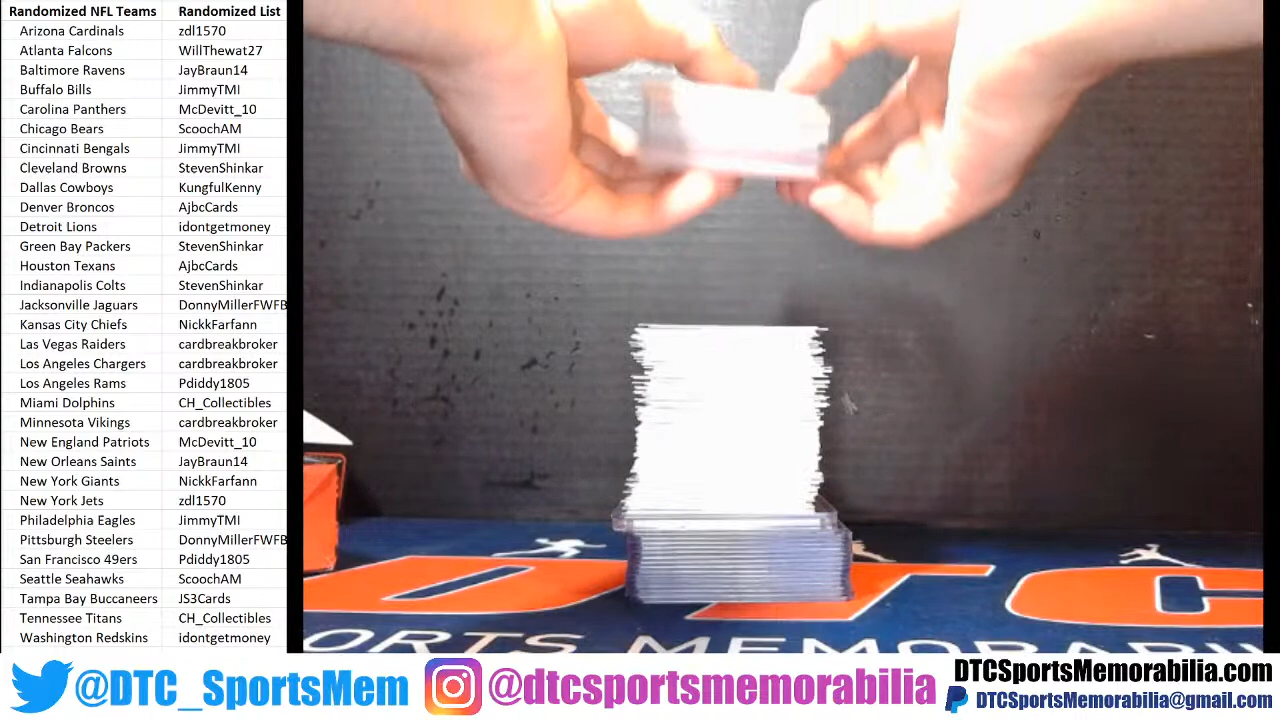 Randomized NFL Teams Randomized List
Arizona Cardinals zdl1570
Atlanta Falcons WillThewat27
Baltimore Ravens JayBraun14
Buffalo Bills JimmyTMI
Carolina Panthers McDevitt_10
Chicago Bears ScoochAM
Cincinnati Bengals JimmyTMI
Cleveland Browns StevenShinkar
Dallas Cowboys KungfulKenny
Denver Broncos AjbcCards
Detroit Lions idontgetmoney
Green Bay Packers StevenShinkar
Houston Texans AjbcCards
Indianapolis Colts StevenShinkar
Jacksonville Jaguars DonnyMillerFWFB
Kansas City Chiefs NickkFarfann
Las Vegas Raiders cardbreakbroker
Los Angeles Chargers cardbreakbroker
Los Angeles Rams Pdiddy1805
Miami Dolphins CH_Collectibles
Minnesota Vikings cardbreakbroker
New England Patriots McDevitt_10
New Orleans Saints JayBraun14
New York Giants NickkFarfann
New York Jets zdl1570
Philadelphia Eagles JimmyTMI
Pittsburgh Steelers DonnyMillerFWFB
San Francisco 49ers Pdiddy1805
Seattle Seahawks ScoochAM
Tampa Bay Buccaneers JS3Cards
Tennessee Titans CH_Collectibles
Washington Redskins idontgetmoney
DTC
ORTS MEMORABILI
@DTC_SportsMem @dtcsportsmemorabilia
DTCSportsMemorabilia.com
DTCSportsMemorabilia@gmail.com